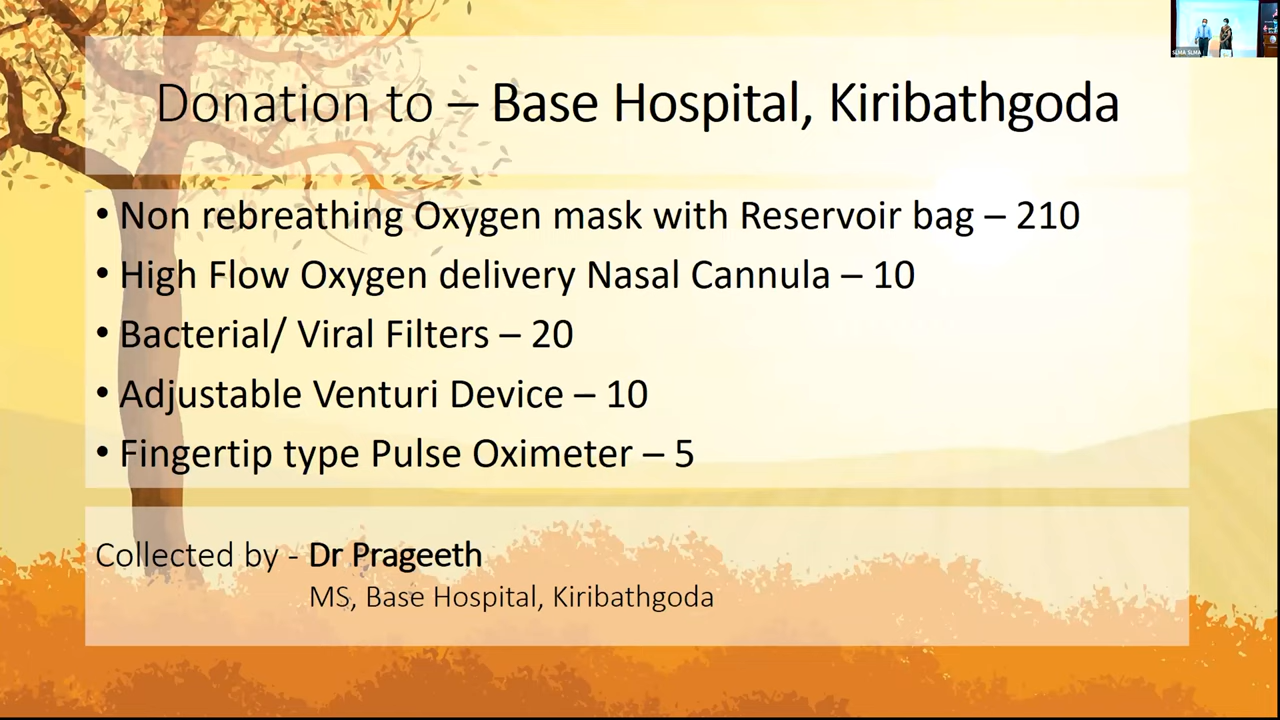 Donation to – Base Hospital, Kiribathgoda
• Non rebreathing Oxygen mask with Reservoir bag – 210
• High Flow Oxygen delivery Nasal Cannula – 10
• Bacterial/ Viral Filters – 20
• Adjustable Venturi Device – 10
• Fingertip type Pulse Oximeter – 5
Collected by - Dr Prageeth
MS, Base Hospital, Kiribathgoda
SLMA SLMA